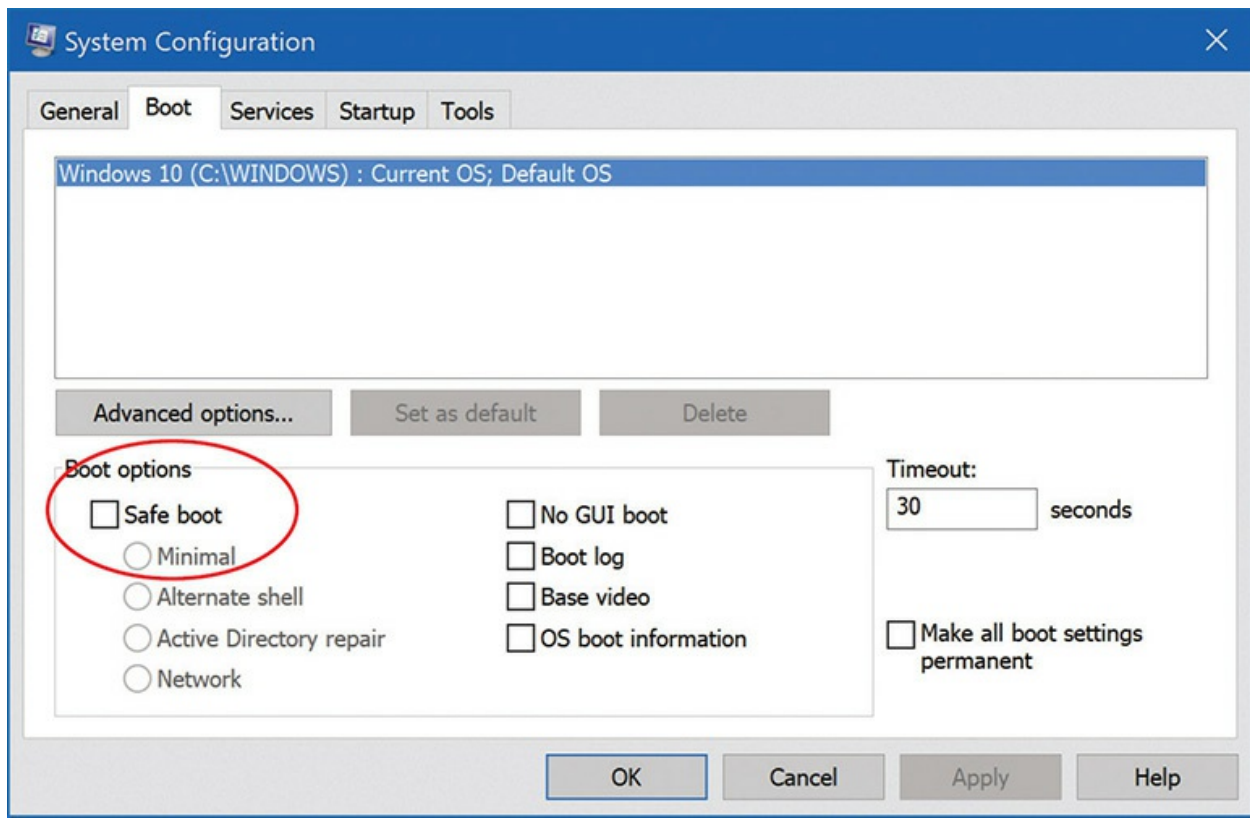 System Configuration
General Boot Services Startup Tools
Windows 10 (C:\WINDOWS) : Current OS; Default OS
Advanced options... Set as default Delete
Boot options
Safe boot
Minimal
Alternate shell
Active Directory repair
Network
No GUI boot
Boot log
Base video
OS boot information
Timeout:
30 seconds
Make all boot settings
permanent
OK Cancel Apply Help